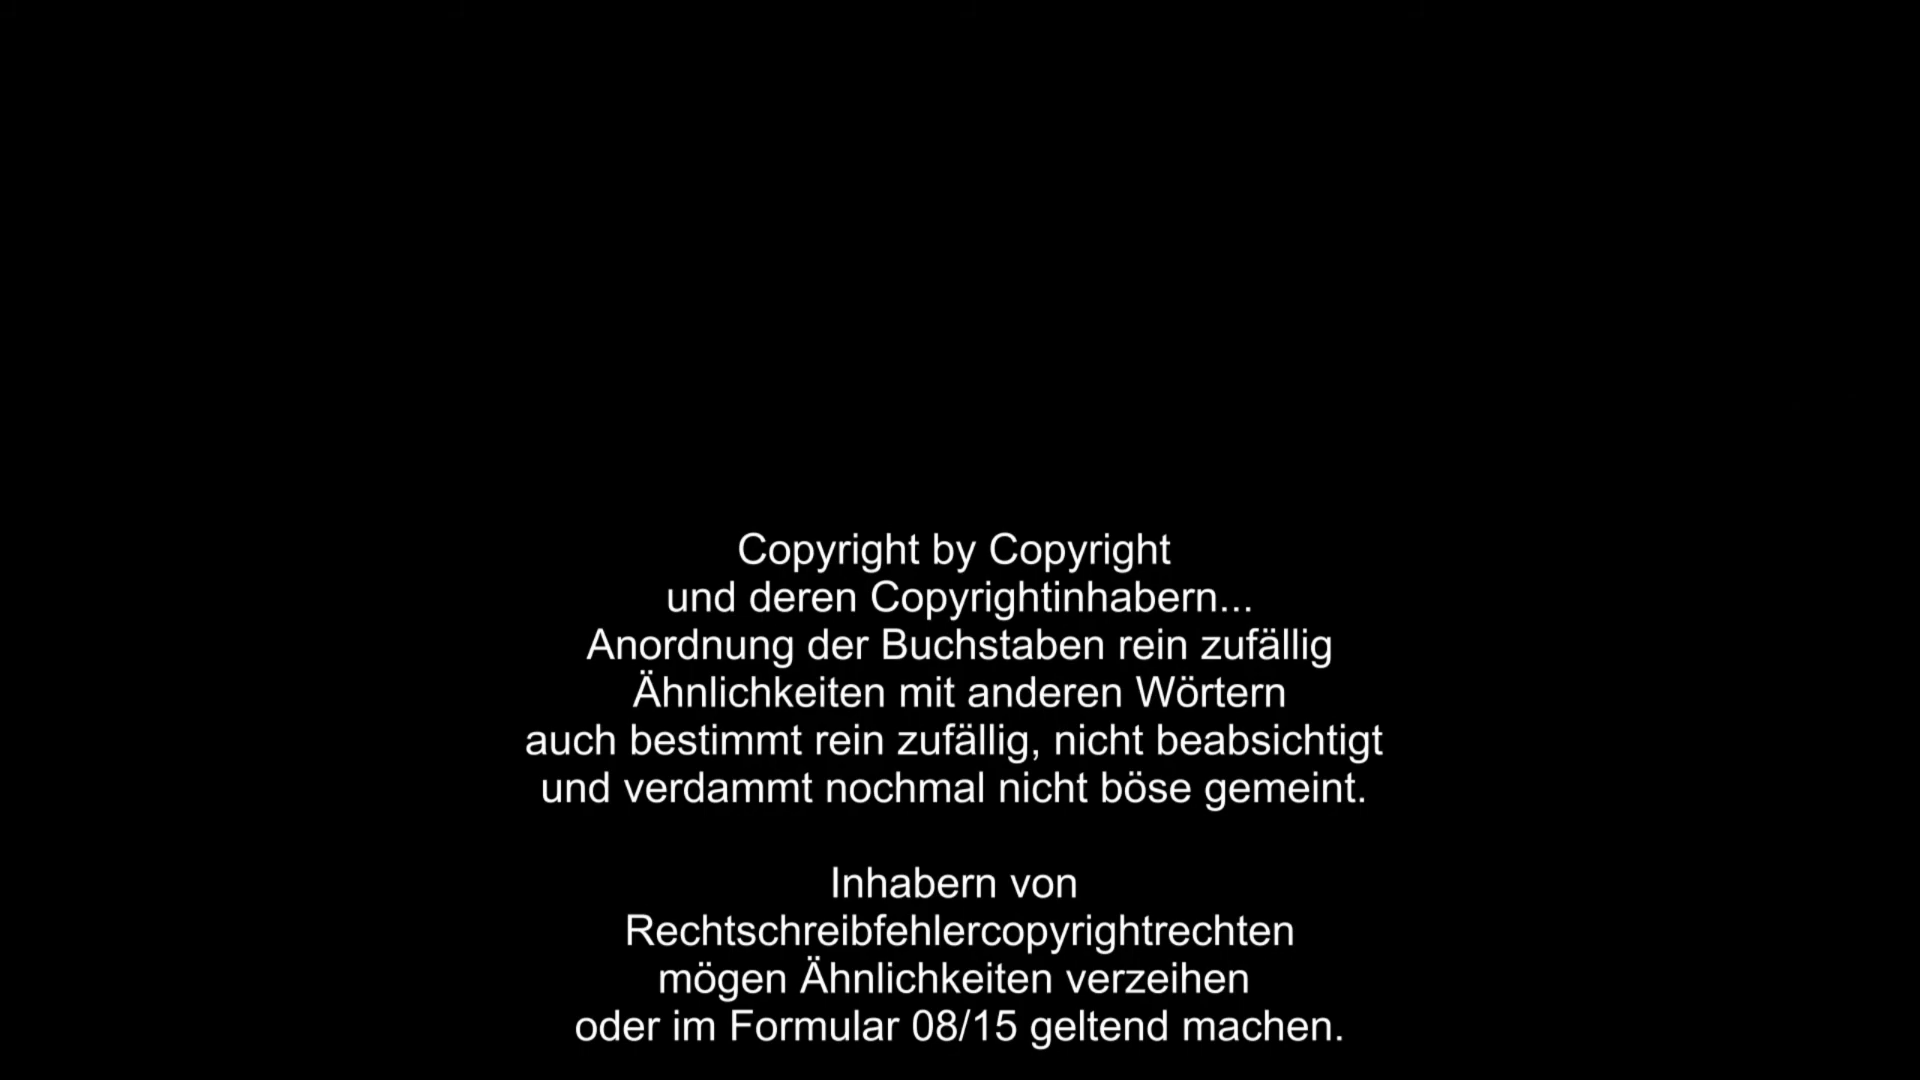 Copyright by Copyright
und deren Copyrightinhabern...
Anordnung der Buchstaben rein zufällig
Ähnlichkeiten mit anderen Wörtern
auch bestimmt rein zufällig, nicht beabsichtigt
und verdammt nochmal nicht böse gemeint.
Inhabern von
Rechtschreibfehlercopyrightrechten
mögen Ähnlichkeiten verzeihen
oder im Formular 08/15 geltend machen.